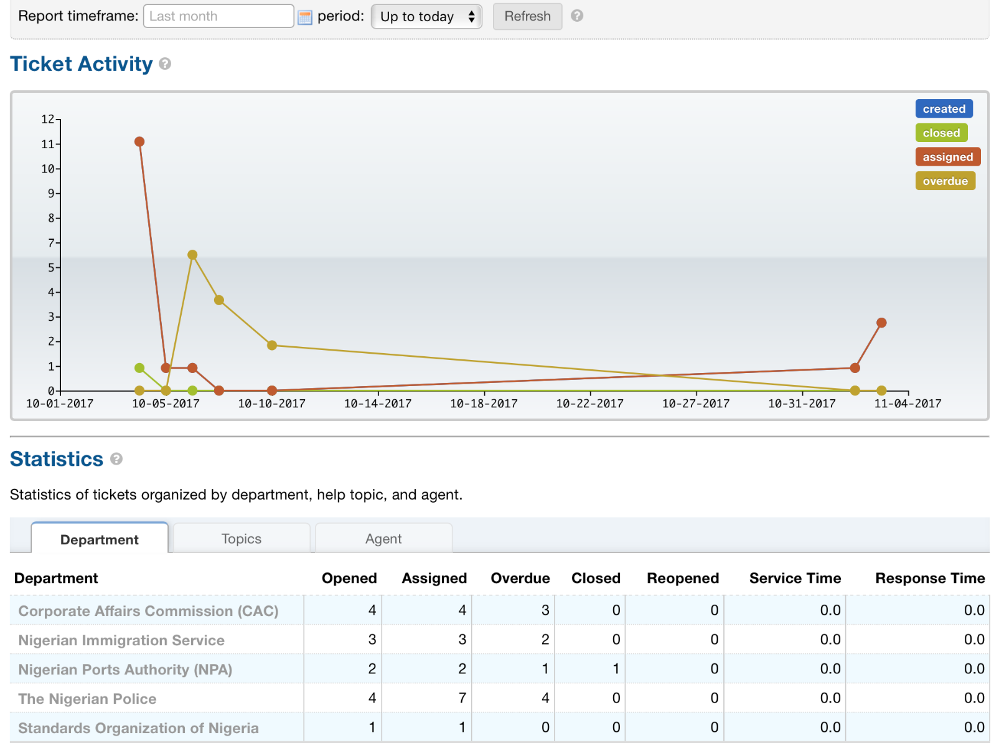 Report timeframe: Last month period: Up to today Refresh ?
Ticket Activity ?
created
closed
assigned
overdue
12
11
10
9
8
7
5
4
3
2
1
0
10-01-2017 10-05-2017 10-10-2017 10-14-2017 10-18-2017 10-22-2017 10-27-2017 10-31-2017 11-04-2017
Statistics ?
Statistics of tickets organized by department, help topic, and agent.
Department Topics Agent
Department Opened Assigned Overdue Closed Reopened Service Time Response Time
Corporate Affairs Commission (CAC) 4 4 3 0 0 0.0 0.0
Nigerian Immigration Service 3 3 2 0 0 0.0 0.0
Nigerian Ports Authority (NPA) 2 2 1 1 0 0.0 0.0
The Nigerian Police 4 7 4 0 0 0.0 0.0
Standards Organization of Nigeria 1 1 0 0 0 0.0 0.0